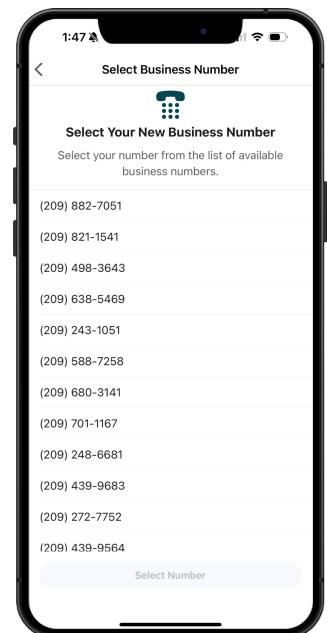 1:47
Select Business Number
Select Your New Business Number
Select your number from the list of available
business numbers.
(209) 882-7051
(209) 821-1541
(209) 498-3643
(209) 638-5469
(209) 243-1051
(209) 588-7258
(209) 680-3141
(209) 701-1167
(209) 248-6681
(209) 439-9683
(209) 272-7752
(209) 439-9564
Select Number